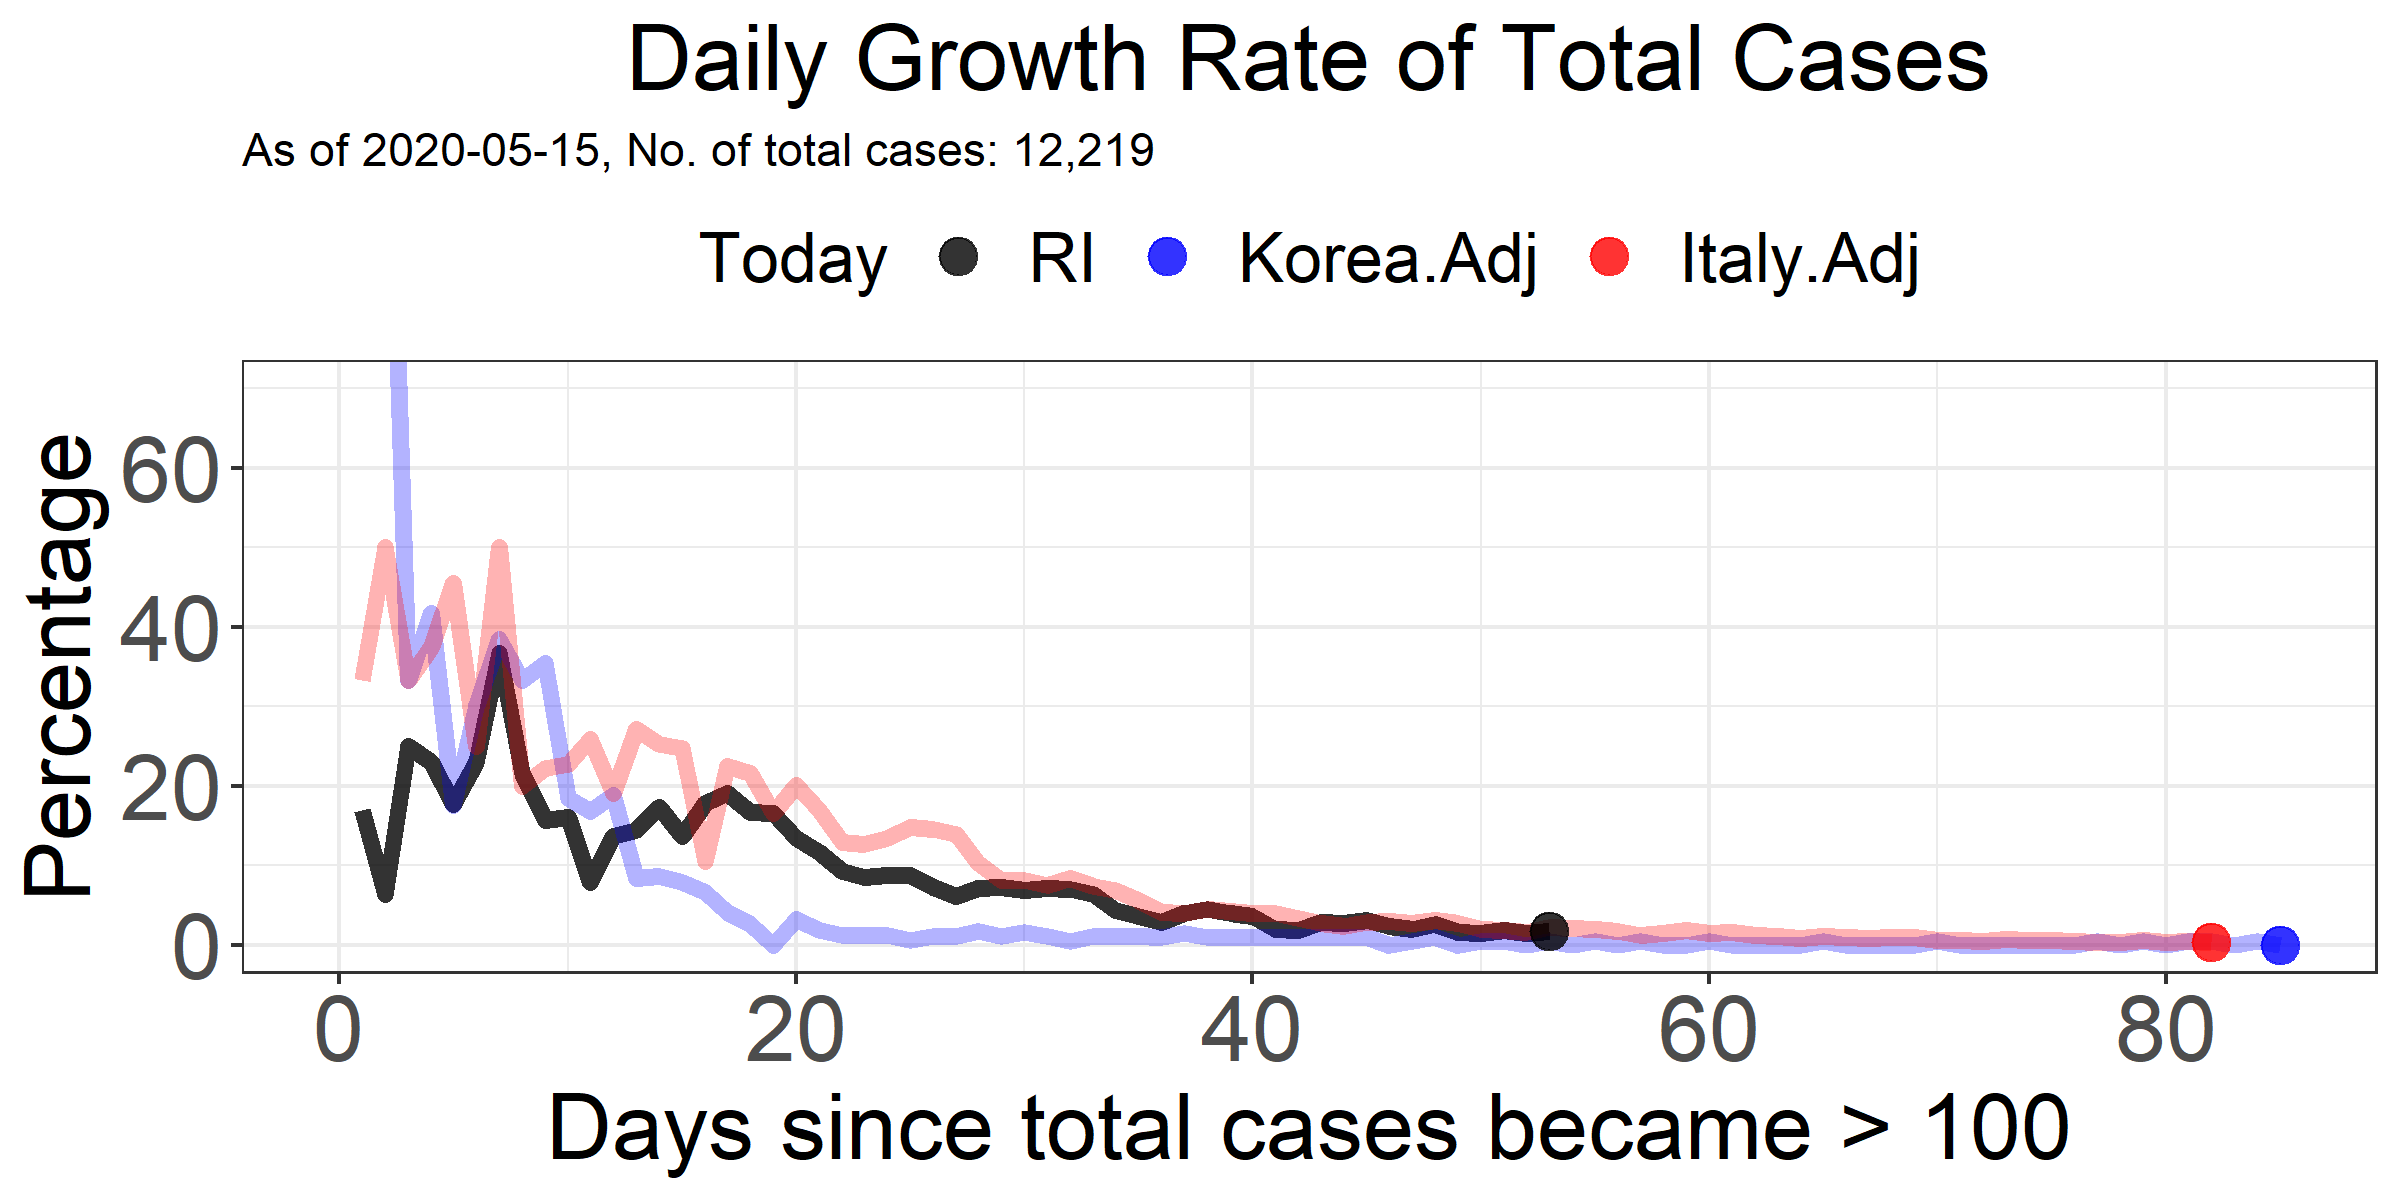 Daily Growth Rate of Total Cases
As of 2020-05-15, No. of total cases: 12,219
Today RI Korea.Adj Italy.Adj
Percentage
60
40
20
0
0 20 40 60 80
Days since total cases became > 100